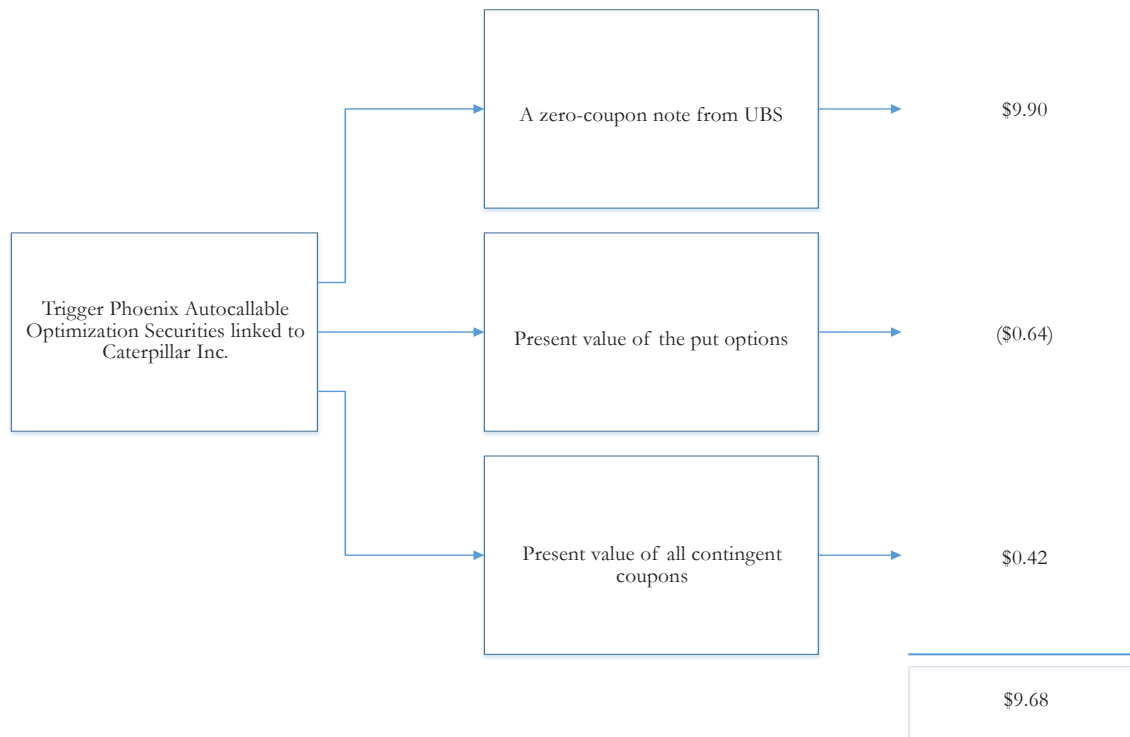 A zero-coupon note from UBS
$9.90
Trigger Phoenix Autocallable
Optimization Securities linked to
Caterpillar Inc.
Present value of the put options
($0.64)
Present value of all contingent
coupons
$0.42
$9.68